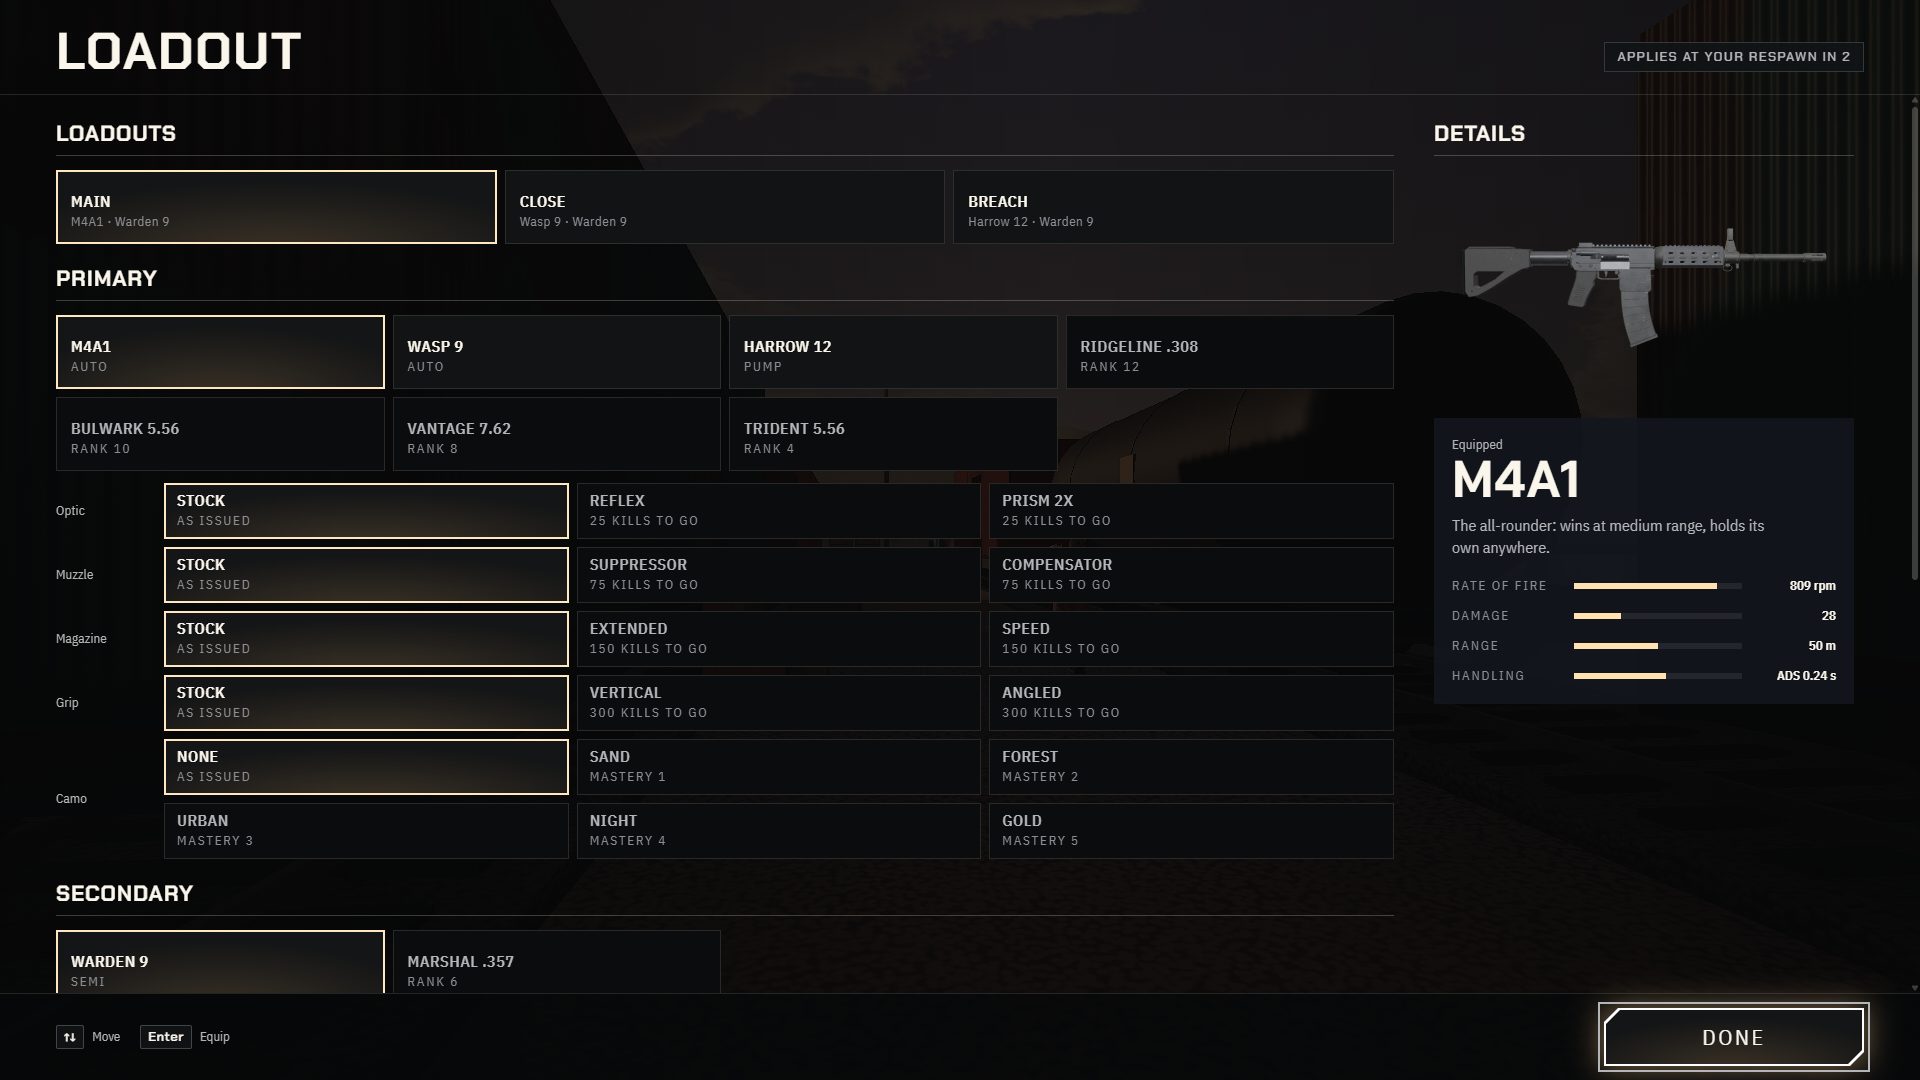 LOADOUT
APPLIES AT YOUR RESPAWN IN 2
LOADOUTS
MAIN
M4A1 · Warden 9
CLOSE
Wasp 9 · Warden 9
BREACH
Harrow 12 · Warden 9
PRIMARY
M4A1
AUTO
WASP 9
AUTO
HARROW 12
PUMP
RIDGELINE .308
RANK 12
BULWARK 5.56
RANK 10
VANTAGE 7.62
RANK 8
TRIDENT 5.56
RANK 4
Optic
STOCK
AS ISSUED
REFLEX
25 KILLS TO GO
PRISM 2X
25 KILLS TO GO
Muzzle
STOCK
AS ISSUED
SUPPRESSOR
75 KILLS TO GO
COMPENSATOR
75 KILLS TO GO
Magazine
STOCK
AS ISSUED
EXTENDED
150 KILLS TO GO
SPEED
150 KILLS TO GO
Grip
STOCK
AS ISSUED
VERTICAL
300 KILLS TO GO
ANGLED
300 KILLS TO GO
Camo
NONE
AS ISSUED
SAND
MASTERY 1
FOREST
MASTERY 2
URBAN
MASTERY 3
NIGHT
MASTERY 4
GOLD
MASTERY 5
SECONDARY
WARDEN 9
SEMI
MARSHAL .357
RANK 6
DETAILS
Equipped
M4A1
The all-rounder: wins at medium range, holds its
own anywhere.
RATE OF FIRE 809 rpm
DAMAGE 28
RANGE 50 m
HANDLING ADS 0.24 s
↑↓ Move Enter Equip
DONE